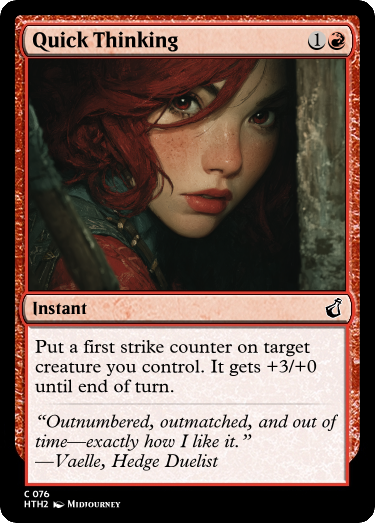 Quick Thinking 1
Instant
Put a first strike counter on target
creature you control. It gets +3/+0
until end of turn.
“Outnumbered, outmatched, and out of
time—exactly how I like it.”
—Vaelle, Hedge Duelist
C 076
HTH2 Midjourney